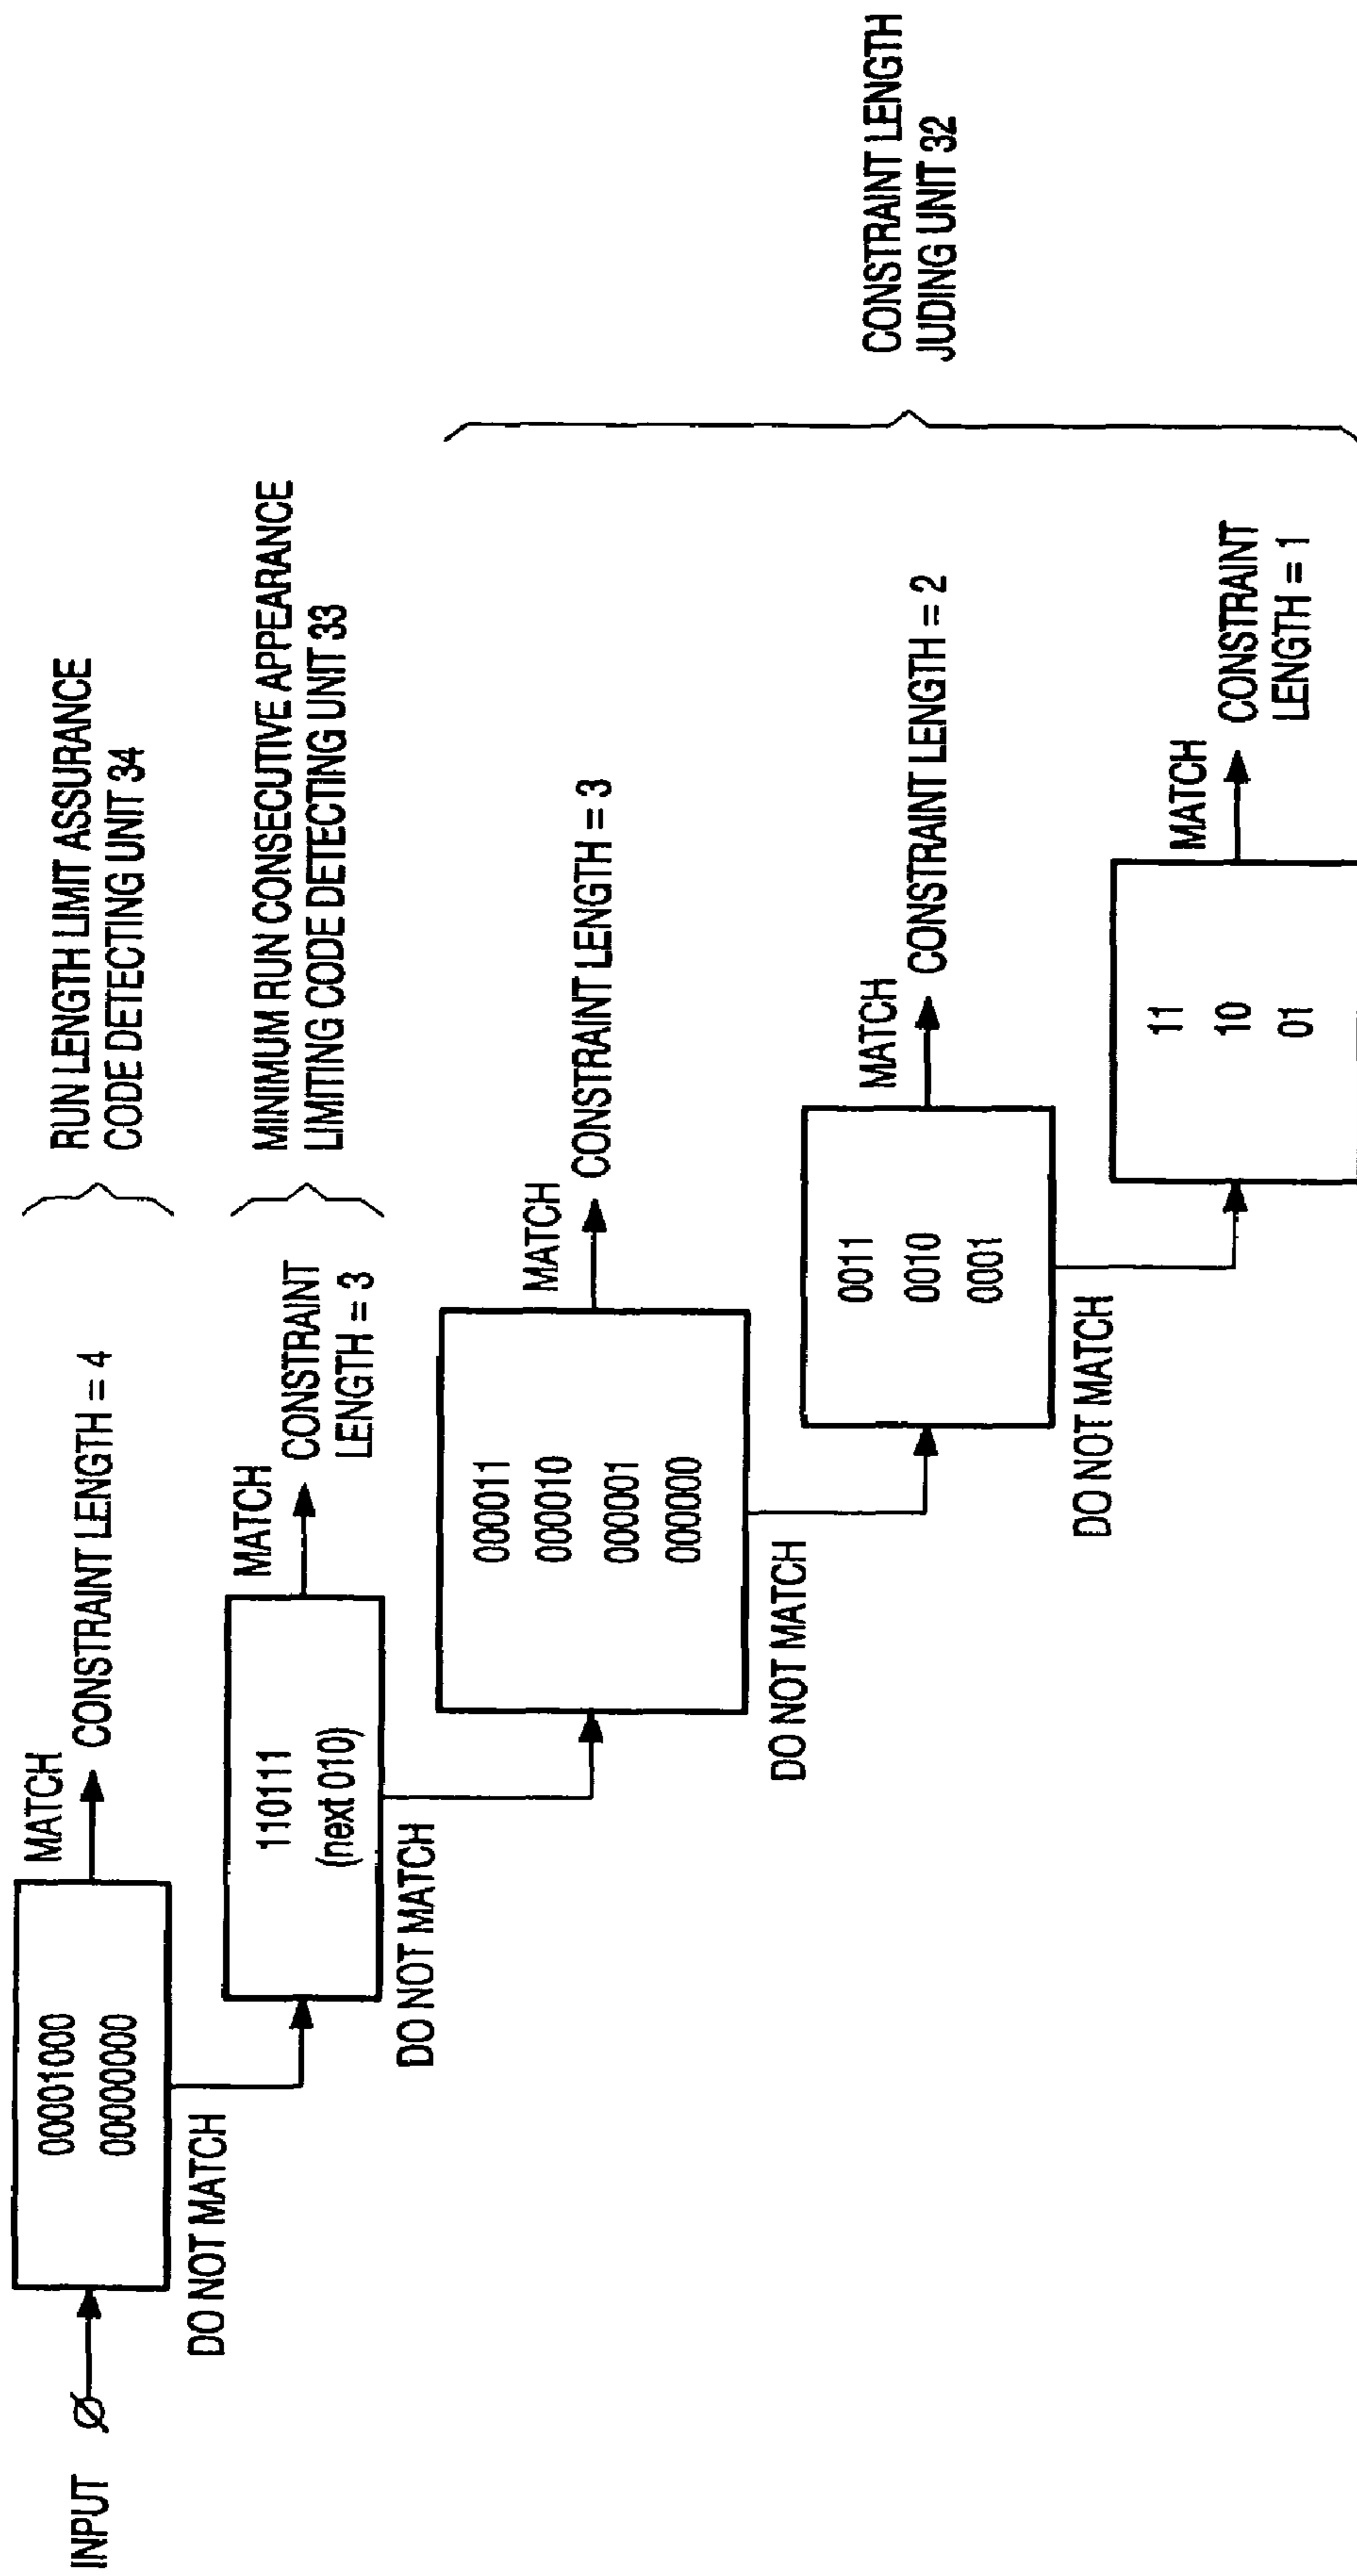 INPUT
00001000
00000000
MATCH
CONSTRAINT LENGTH = 4
RUN LENGTH LIMIT ASSURANCE
CODE DETECTING UNIT 34
DO NOT MATCH
110111
(next 010)
MATCH
CONSTRAINT
LENGTH = 3
MINIMUM RUN CONSECUTIVE APPEARANCE
LIMITING CODE DETECTING UNIT 33
DO NOT MATCH
000011
000010
000001
000000
MATCH
CONSTRAINT LENGTH = 3
DO NOT MATCH
0011
0010
0001
MATCH
CONSTRAINT LENGTH = 2
DO NOT MATCH
11
10
01
MATCH
CONSTRAINT
LENGTH = 1
CONSTRAINT LENGTH
JUDING UNIT 32